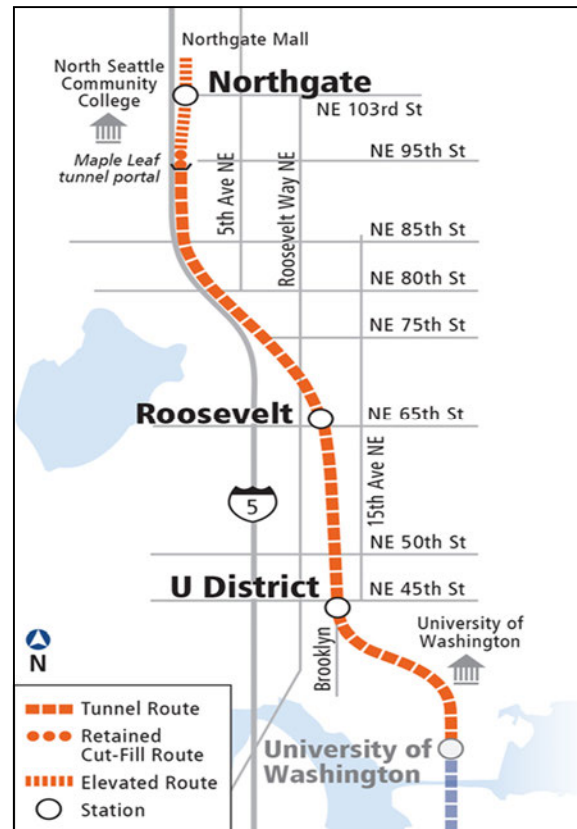 Northgate Mall
North Seattle
Community
College
Northgate
NE 103rd St
Maple Leaf
tunnel portal
NE 95th St
5th Ave NE
Roosevelt Way NE
NE 85th St
NE 80th St
NE 75th St
Roosevelt
NE 65th St
15th Ave NE
5
NE 50th St
U District
NE 45th St
University of
Washington
Brooklyn
N
Tunnel Route
Retained
Cut-Fill Route
Elevated Route
Station
University of
Washington